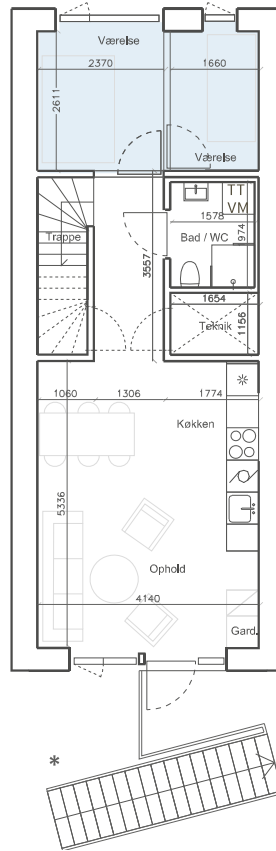 Værelse
2370
1660
2611
Værelse
TT
VM
1578
Trappe
Bad / WC
974
3557
1654
Teknik
1156
1060
1306
1774
Køkken
5336
Ophold
4140
Gard.
*